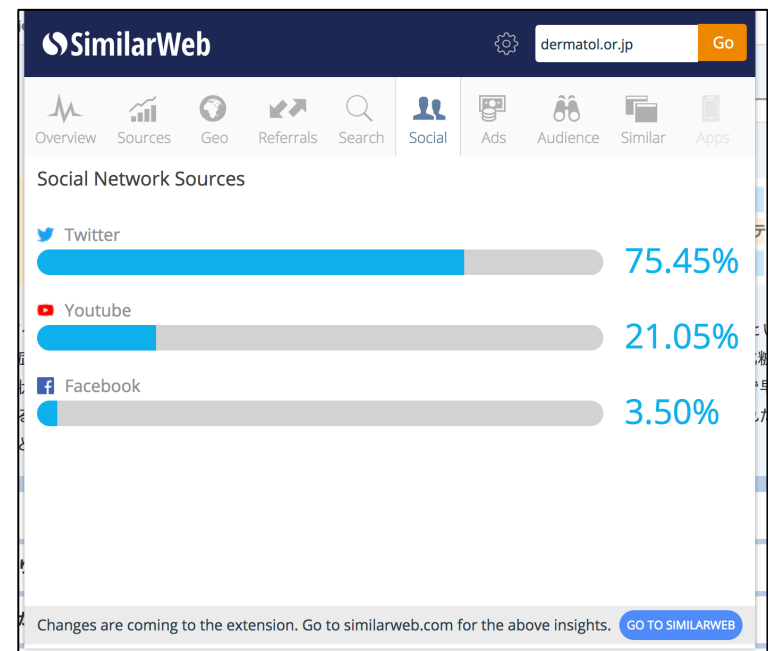 SimilarWeb
dermatol.or.jp
Go
Overview Sources Geo Referrals Search Social Ads Audience Similar Apps
Social Network Sources
Twitter
75.45%
Youtube
21.05%
Facebook
3.50%
Changes are coming to the extension. Go to similarweb.com for the above insights.
GO TO SIMILARWEB